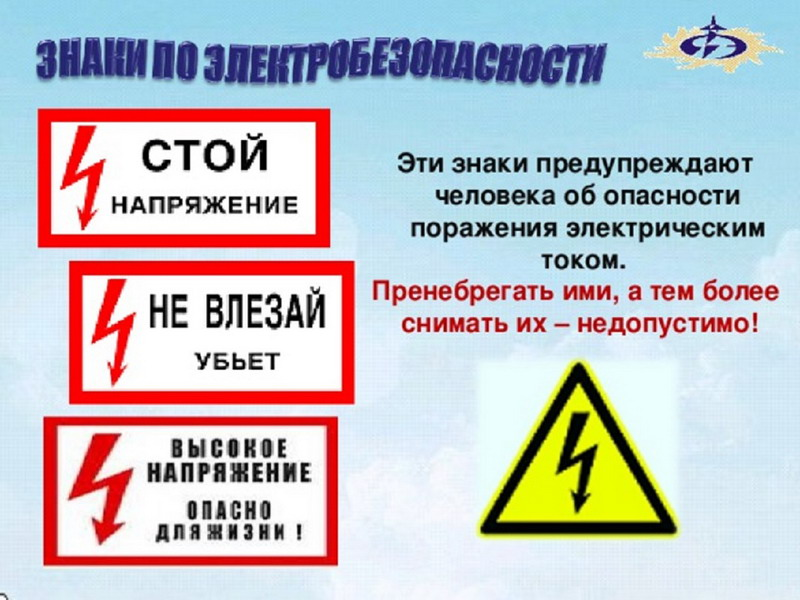 ЗНАКИ ПО ЭЛЕКТРОБЕЗОПАСНОСТИ
СТОЙ
НАПРЯЖЕНИЕ
НЕ ВЛЕЗАЙ
УБЬЕТ
ВЫСОКОЕ
НАПРЯЖЕНИЕ
ОПАСНО
ДЛЯ ЖИЗНИ !
Эти знаки предупреждают
человека об опасности
поражения электрическим
током.
Пренебрегать ими, а тем более
снимать их – недопустимо!